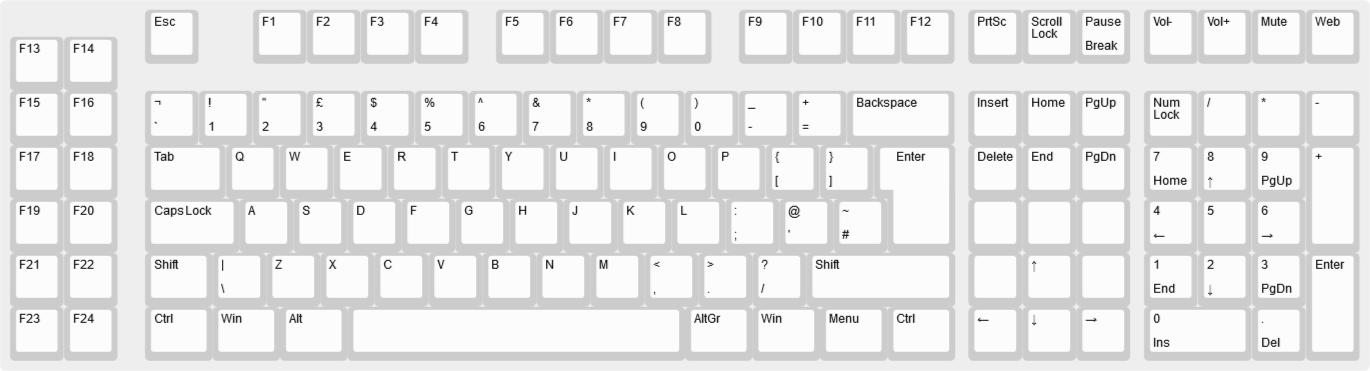 Esc F1 F2 F3 F4 F5 F6 F7 F8 F9 F10 F11 F12 PrtSc Scroll Lock Pause Break Vol- Vol+ Mute Web
F13 F14
F15 F16 ¬ ` ! 1 " 2 £ 3 $ 4 % 5 ^ 6 & 7 * 8 ( 9 ) 0 _ - + = Backspace Insert Home PgUp Num Lock / * -
F17 F18 Tab Q W E R T Y U I O P { [ } ] Enter Delete End PgDn 7 Home 8 ↑ 9 PgUp +
F19 F20 Caps Lock A S D F G H J K L : ; @ ' ~ # 4 ← 5 6 →
F21 F22 Shift | \ Z X C V B N M < , > . ? / Shift ↑ 1 End 2 ↓ 3 PgDn Enter
F23 F24 Ctrl Win Alt AltGr Win Menu Ctrl ← ↓ → 0 Ins . Del